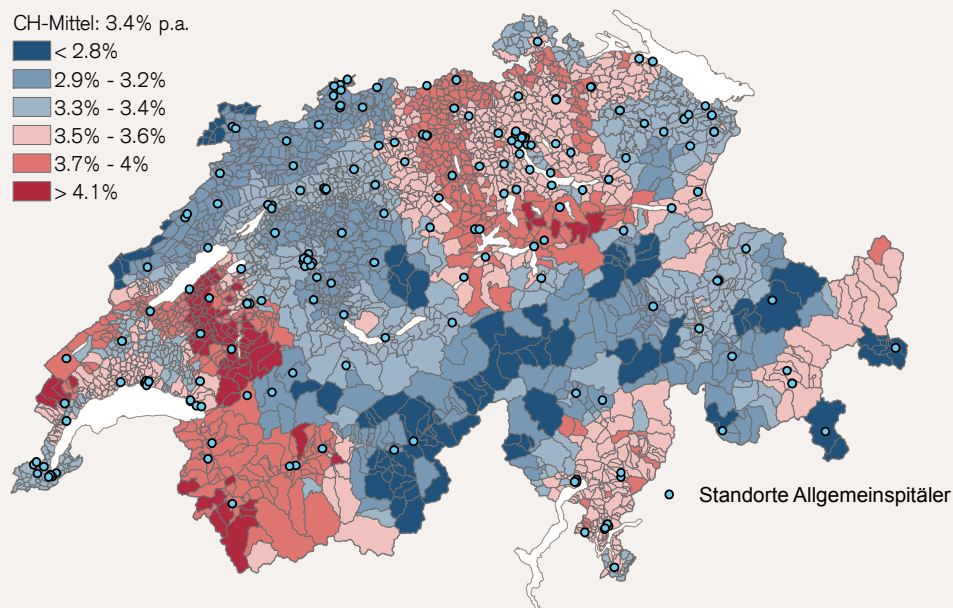 CH-Mittel: 3.4% p.a.
< 2.8%
2.9% - 3.2%
3.3% - 3.4%
3.5% - 3.6%
3.7% - 4%
> 4.1%
Standorte Allgemeinspitäler